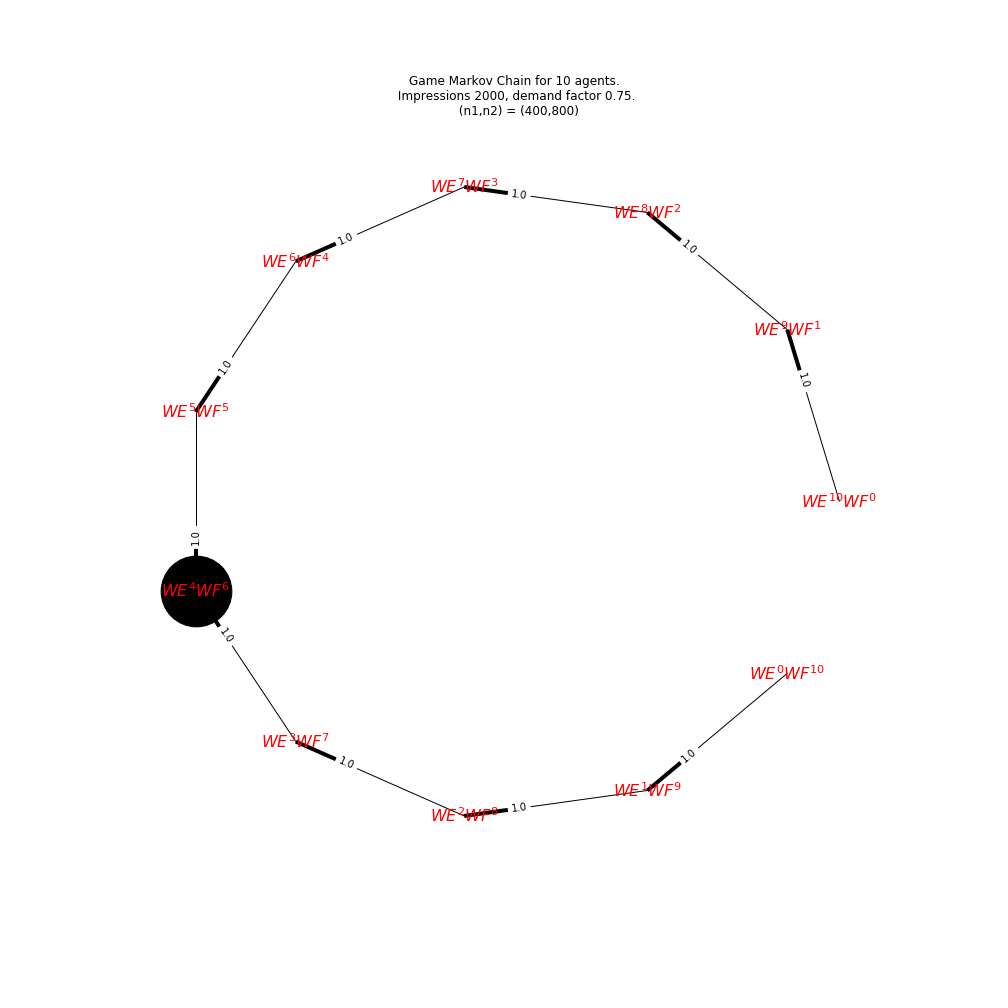 Game Markov Chain for 10 agents.
Impressions 2000, demand factor 0.75.
(n1,n2) = (400,800)
WE^7WF^3
1.0
WE^8WF^2
1.0
1.0
WE^6WF^4
WE^9WF^1
1.0
1.0
WE^5WF^5
WE^10WF^0
1.0
WE^4WF^6
1.0
WE^0WF^10
WE^3WF^7
1.0
1.0
WE^1WF^9
1.0
WE^2WF^8